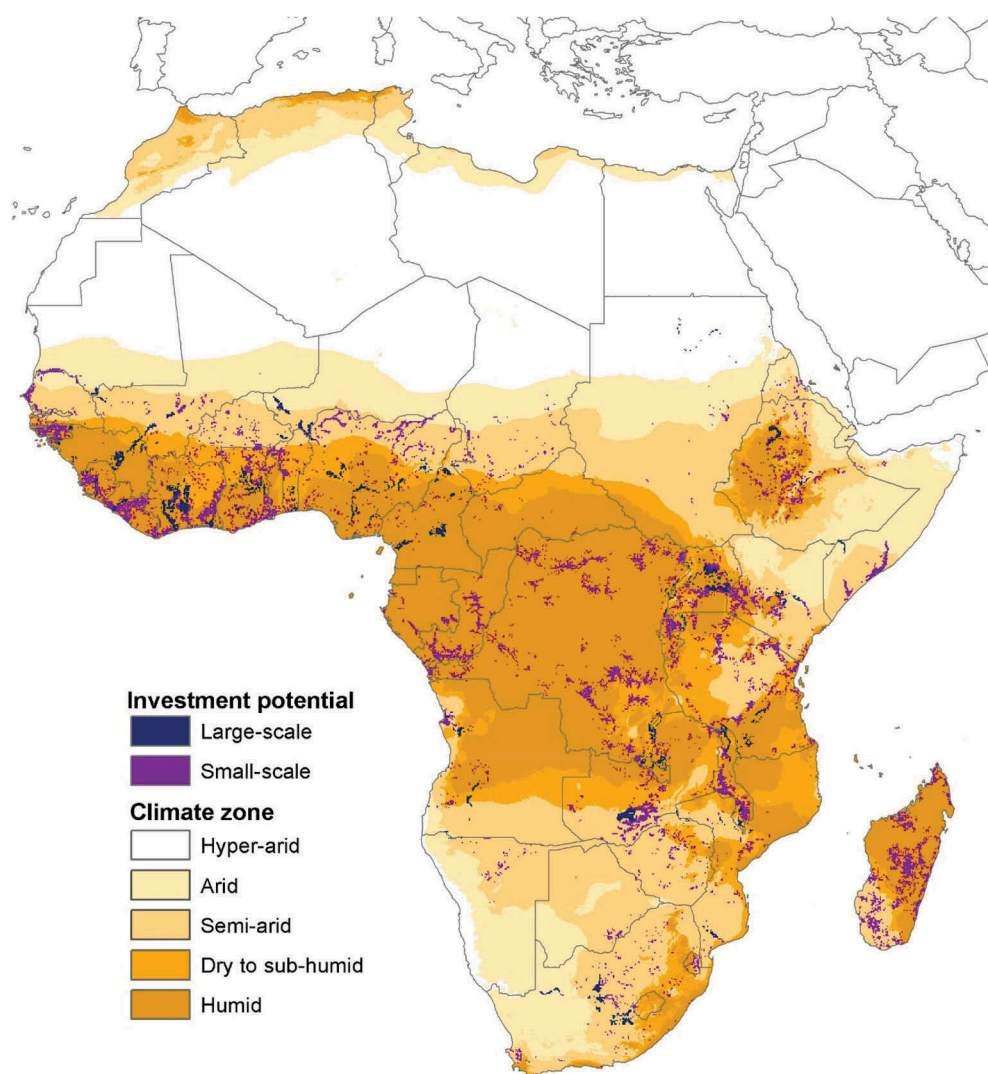 Investment potential
Large-scale
Small-scale
Climate zone
Hyper-arid
Arid
Semi-arid
Dry to sub-humid
Humid